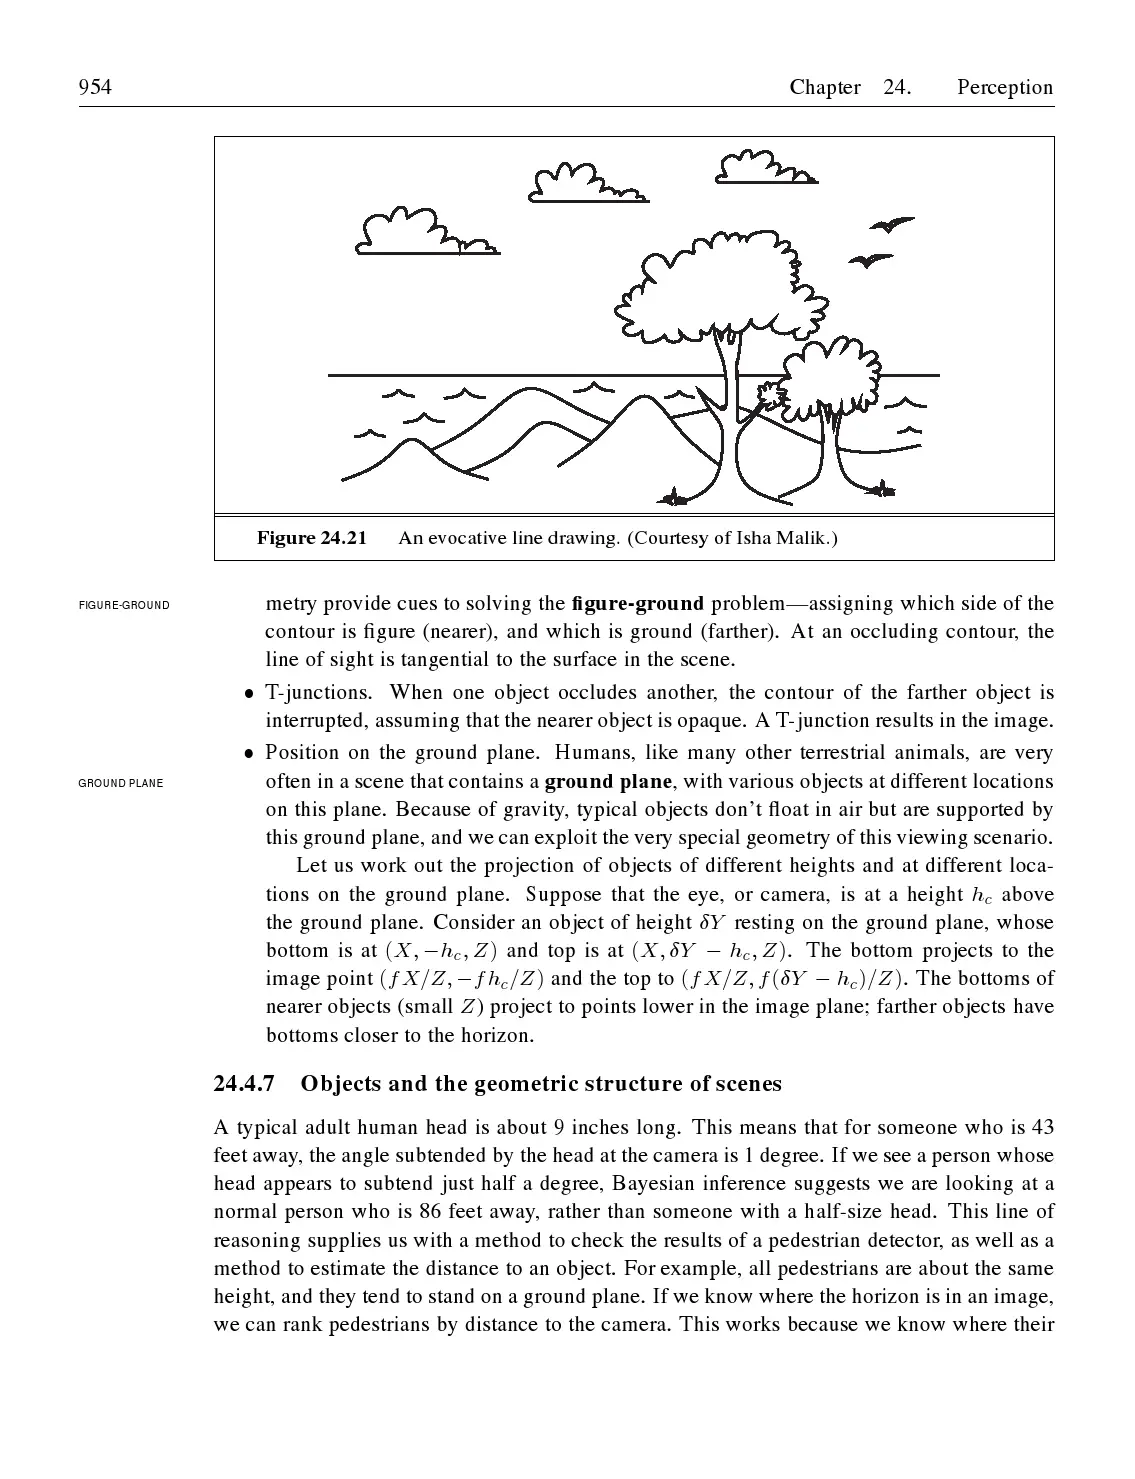 954 Chapter 24. Perception
Figure 24.21 An evocative line drawing. (Courtesy of Isha Malik.)
FIGURE-GROUND
metry provide cues to solving the figure-ground problem—assigning which side of the
contour is figure (nearer), and which is ground (farther). At an occluding contour, the
line of sight is tangential to the surface in the scene.
• T-junctions. When one object occludes another, the contour of the farther object is
interrupted, assuming that the nearer object is opaque. A T-junction results in the image.
• Position on the ground plane. Humans, like many other terrestrial animals, are very
GROUND PLANE
often in a scene that contains a ground plane, with various objects at different locations
on this plane. Because of gravity, typical objects don't float in air but are supported by
this ground plane, and we can exploit the very special geometry of this viewing scenario.
Let us work out the projection of objects of different heights and at different loca-
tions on the ground plane. Suppose that the eye, or camera, is at a height h_c above
the ground plane. Consider an object of height δY resting on the ground plane, whose
bottom is at (X, −h_c, Z) and top is at (X, δY − h_c, Z). The bottom projects to the
image point (fX/Z, −fh_c/Z) and the top to (fX/Z, f(δY − h_c)/Z). The bottoms of
nearer objects (small Z) project to points lower in the image plane; farther objects have
bottoms closer to the horizon.
24.4.7 Objects and the geometric structure of scenes
A typical adult human head is about 9 inches long. This means that for someone who is 43
feet away, the angle subtended by the head at the camera is 1 degree. If we see a person whose
head appears to subtend just half a degree, Bayesian inference suggests we are looking at a
normal person who is 86 feet away, rather than someone with a half-size head. This line of
reasoning supplies us with a method to check the results of a pedestrian detector, as well as a
method to estimate the distance to an object. For example, all pedestrians are about the same
height, and they tend to stand on a ground plane. If we know where the horizon is in an image,
we can rank pedestrians by distance to the camera. This works because we know where their